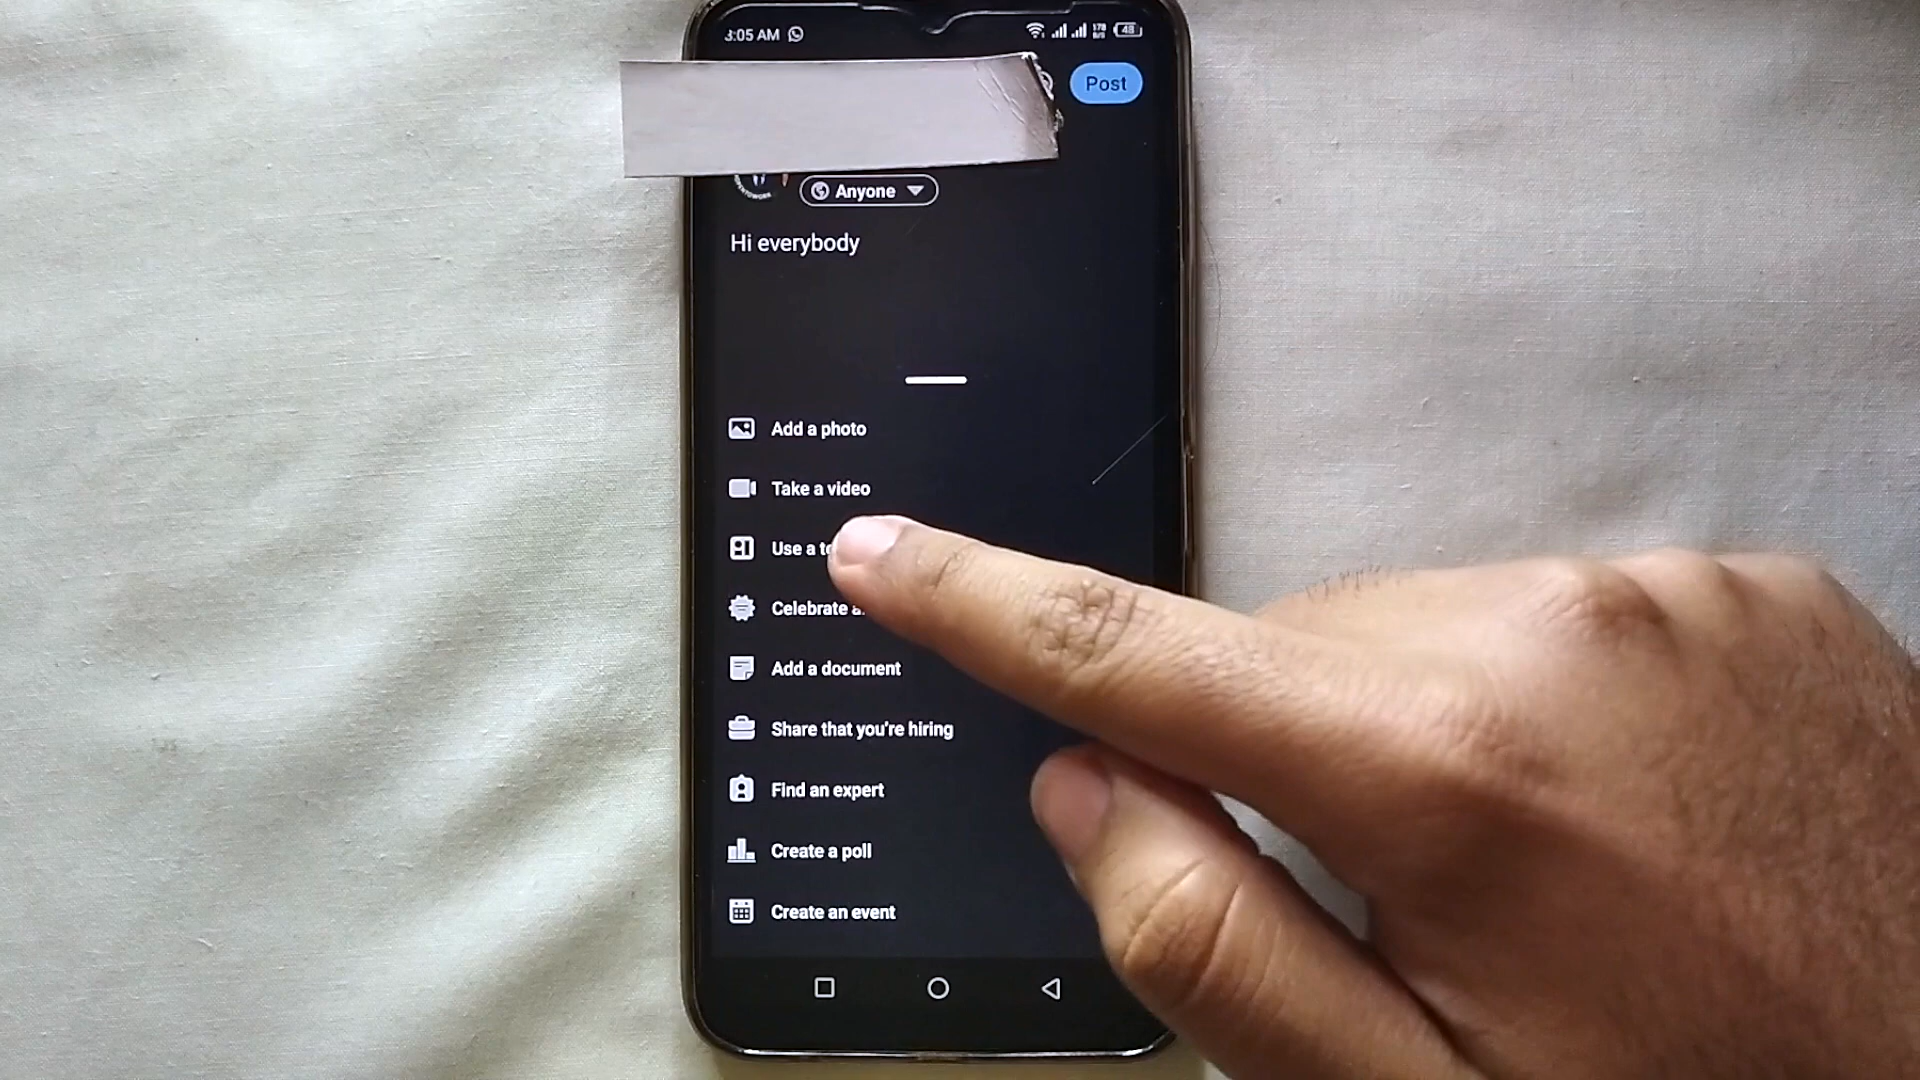 3:05 AM
48
Post
Anyone
Hi everybody
Add a photo
Take a video
Use a
Celebrate
Add a document
Share that you're hiring
Find an expert
Create a poll
Create an event